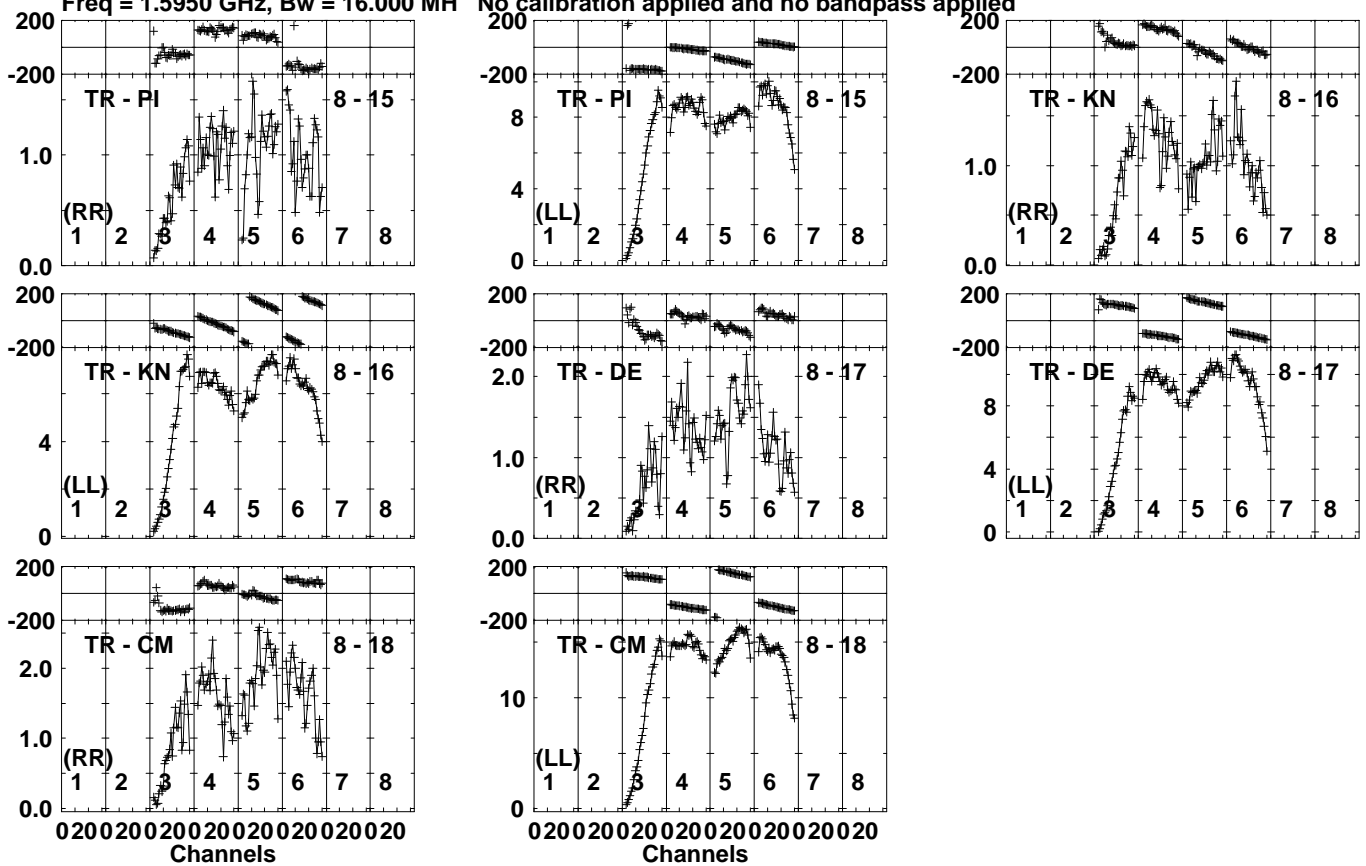 Freq = 1.5950 GHz, Bw = 16.000 MH No calibration applied and no bandpass applied
200
-200
TR - PI 8 - 15
1.0
(RR)
1 2 3 4 5 6 7 8
0.0
TR - PI 8 - 15
8
4
(LL)
1 2 3 4 5 6 7 8
0
200
-200
TR - KN 8 - 16
1.0
(RR)
1 2 3 4 5 6 7 8
0.0
200
-200
TR - KN 8 - 16
4
(LL)
1 2 3 4 5 6 7 8
0
200
-200
TR - DE 8 - 17
2.0
1.0
(RR)
1 2 3 4 5 6 7 8
0.0
200
-200
TR - DE 8 - 17
8
4
(LL)
1 2 3 4 5 6 7 8
0
200
-200
TR - CM 8 - 18
2.0
1.0
(RR)
1 2 3 4 5 6 7 8
0.0
0 20 0 20 0 20 0 20 0 20 0 20 0 20 0 20
Channels
200
-200
TR - CM 8 - 18
10
(LL)
1 2 3 4 5 6 7 8
0
0 20 0 20 0 20 0 20 0 20 0 20 0 20 0 20
Channels